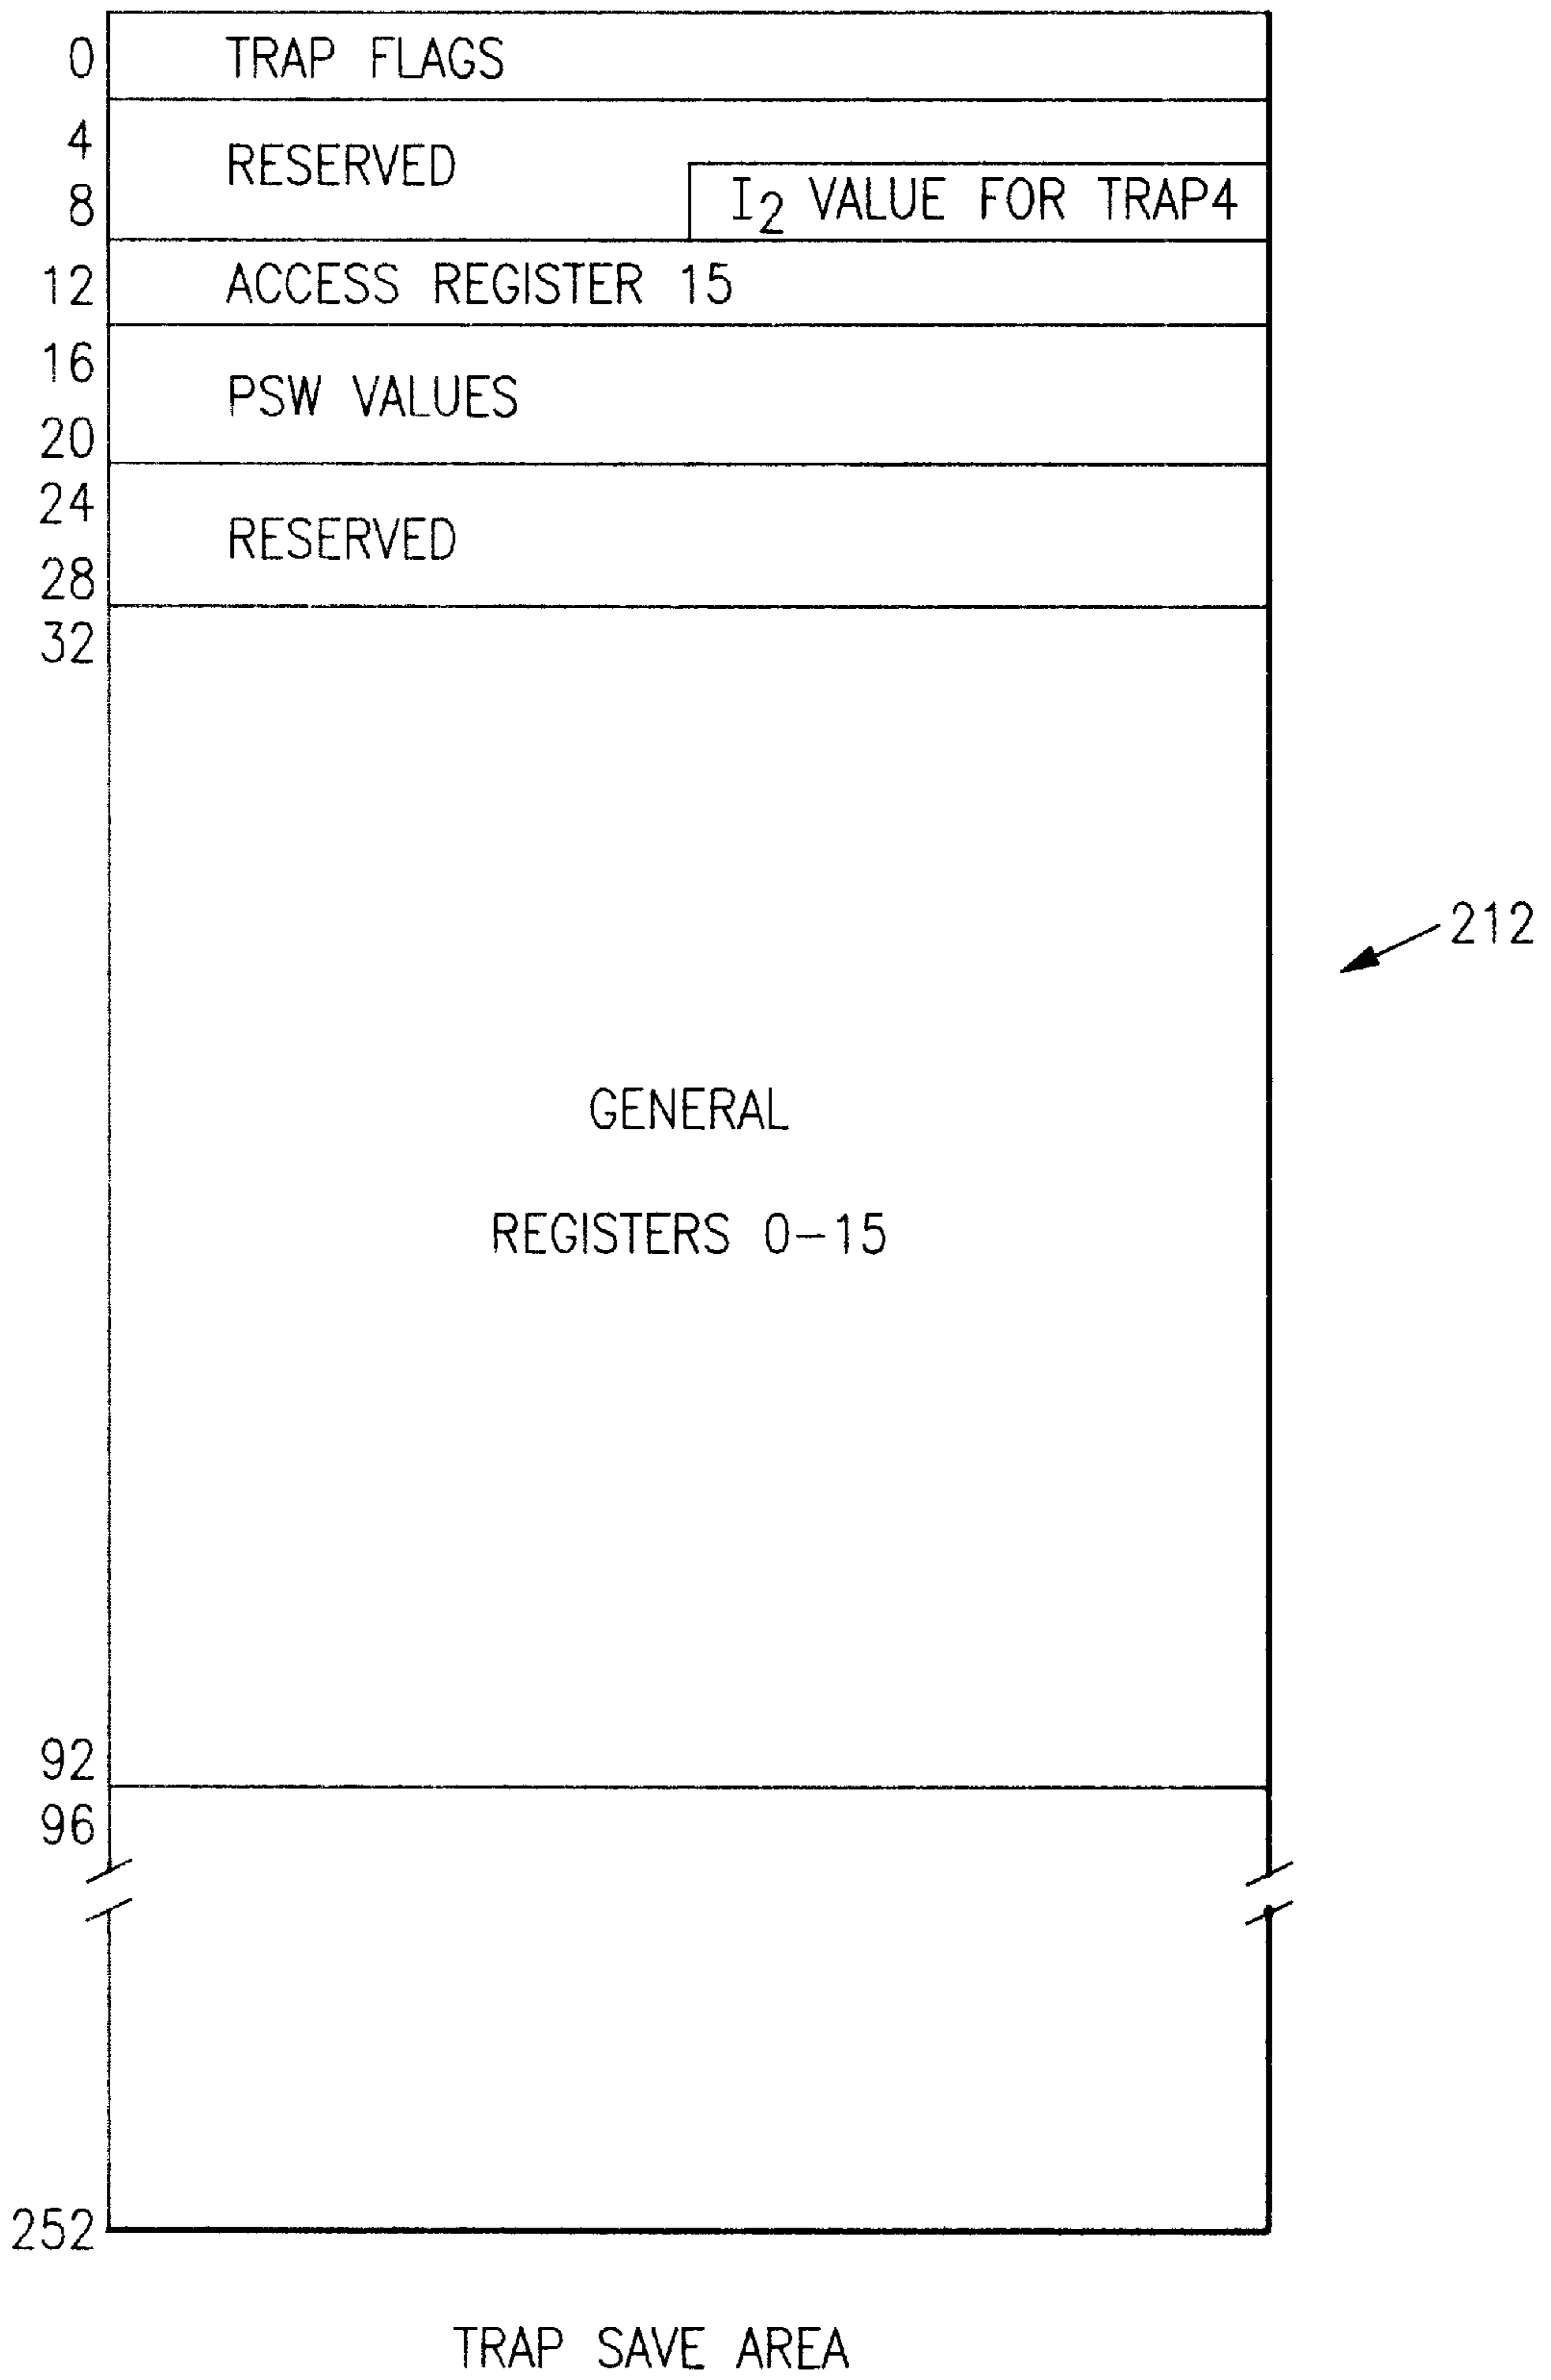 0 TRAP FLAGS
4
RESERVED
8 I2 VALUE FOR TRAP4
12 ACCESS REGISTER 15
16
PSW VALUES
20
24
RESERVED
28
32
212
GENERAL
REGISTERS 0-15
92
96
252
TRAP SAVE AREA